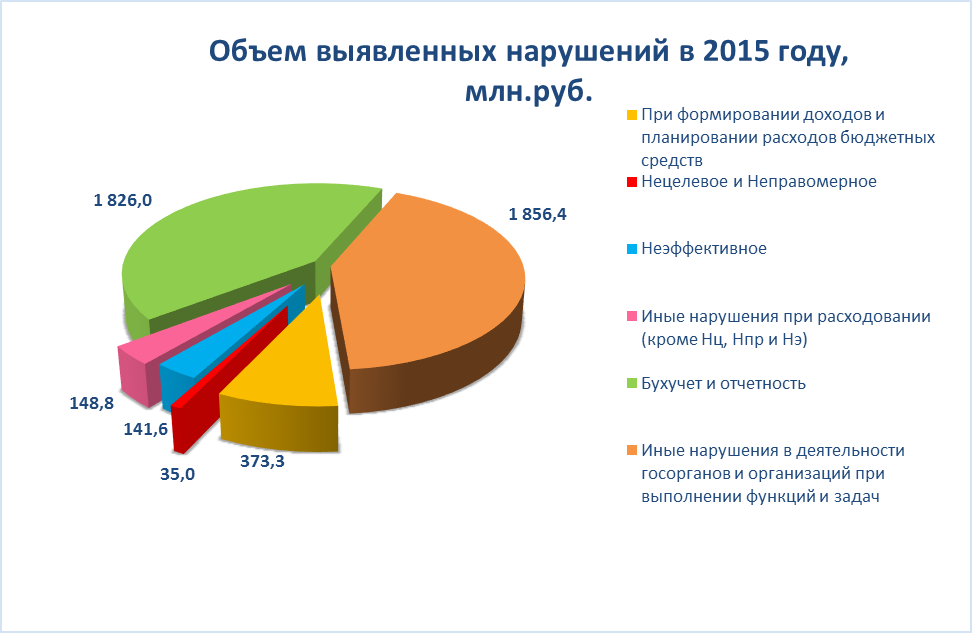 Объем выявленных нарушений в 2015 году,
млн.руб.
При формировании доходов и
планировании расходов бюджетных
средств
Нецелевое и Неправомерное
Неэффективное
Иные нарушения при расходовании
(кроме Нц, Нпр и Нэ)
Бухучет и отчетность
Иные нарушения в деятельности
госорганов и организаций при
выполнении функций и задач
1 826,0
1 856,4
148,8
141,6
35,0
373,3